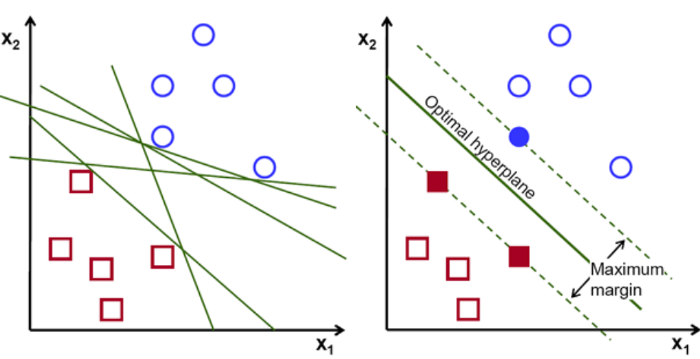 x2
x1
x2
Optimal hyperplane
Maximum
margin
x1